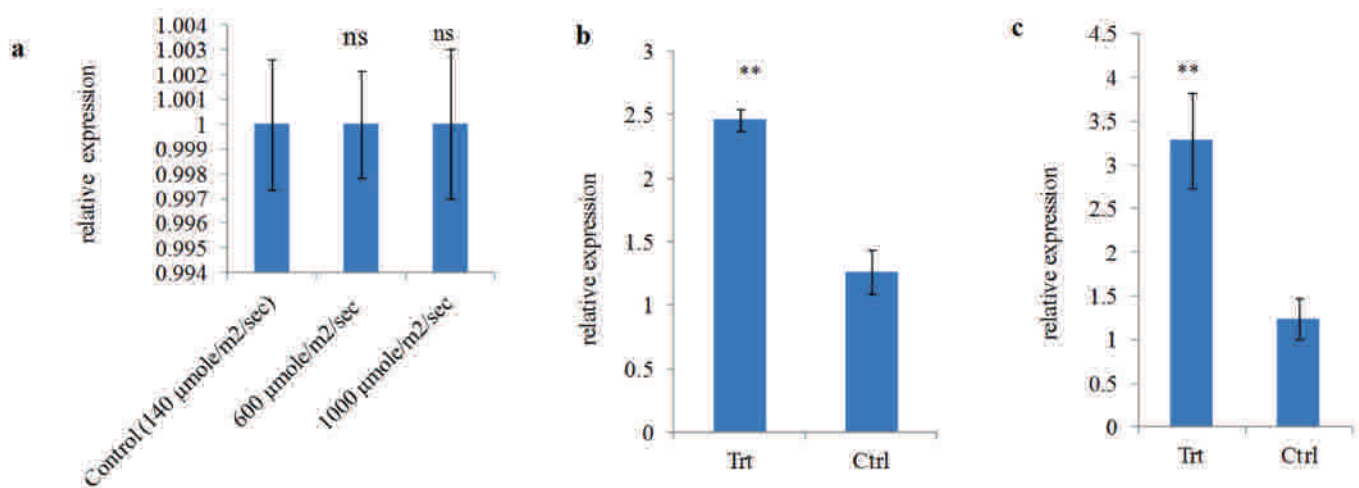 a
relative expression
1.004
1.003
1.002
1.001
1
0.999
0.998
0.997
0.996
0.995
0.994
ns
ns
Control (140 µmole/m2/sec)
600 µmole/m2/sec
1000 µmole/m2/sec
b
relative expression
3
2.5
2
1.5
1
0.5
0
**
Trt
Ctrl
c
relative expression
4.5
4
3.5
3
2.5
2
1.5
1
0.5
0
**
Trt
Ctrl